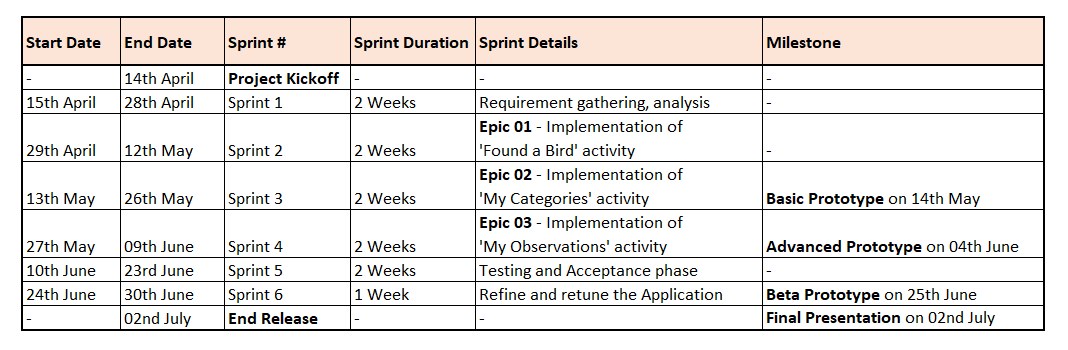 Start Date End Date Sprint # Sprint Duration Sprint Details Milestone
- 14th April Project Kickoff - - -
15th April 28th April Sprint 1 2 Weeks Requirement gathering, analysis -
Epic 01 - Implementation of
29th April 12th May Sprint 2 2 Weeks 'Found a Bird' activity -
Epic 02 - Implementation of
13th May 26th May Sprint 3 2 Weeks 'My Categories' activity Basic Prototype on 14th May
Epic 03 - Implementation of
27th May 09th June Sprint 4 2 Weeks 'My Observations' activity Advanced Prototype on 04th June
10th June 23rd June Sprint 5 2 Weeks Testing and Acceptance phase -
24th June 30th June Sprint 6 1 Week Refine and retune the Application Beta Prototype on 25th June
- 02nd July End Release - - Final Presentation on 02nd July